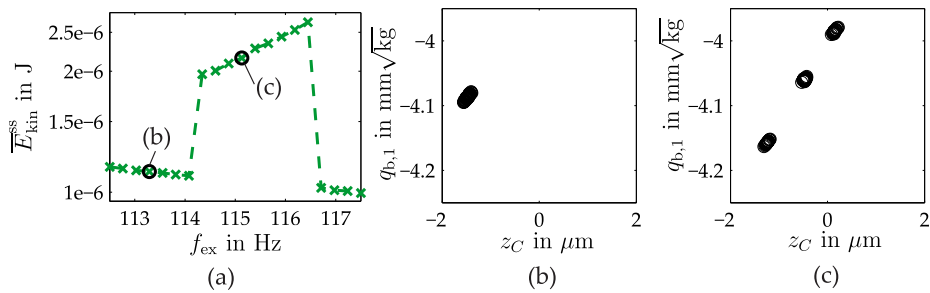 2.5e-6
2e-6
1.5e-6
1e-6
E̿ˢˢ_kin in J
(b)
(c)
113 114 115 116 117
f_ex in Hz
(a)
−4
−4.1
−4.2
q_b,1 in mm√kg
−2 0 2
z_C in μm
(b)
−4
−4.1
−4.2
q_b,1 in mm√kg
−2 0 2
z_C in μm
(c)